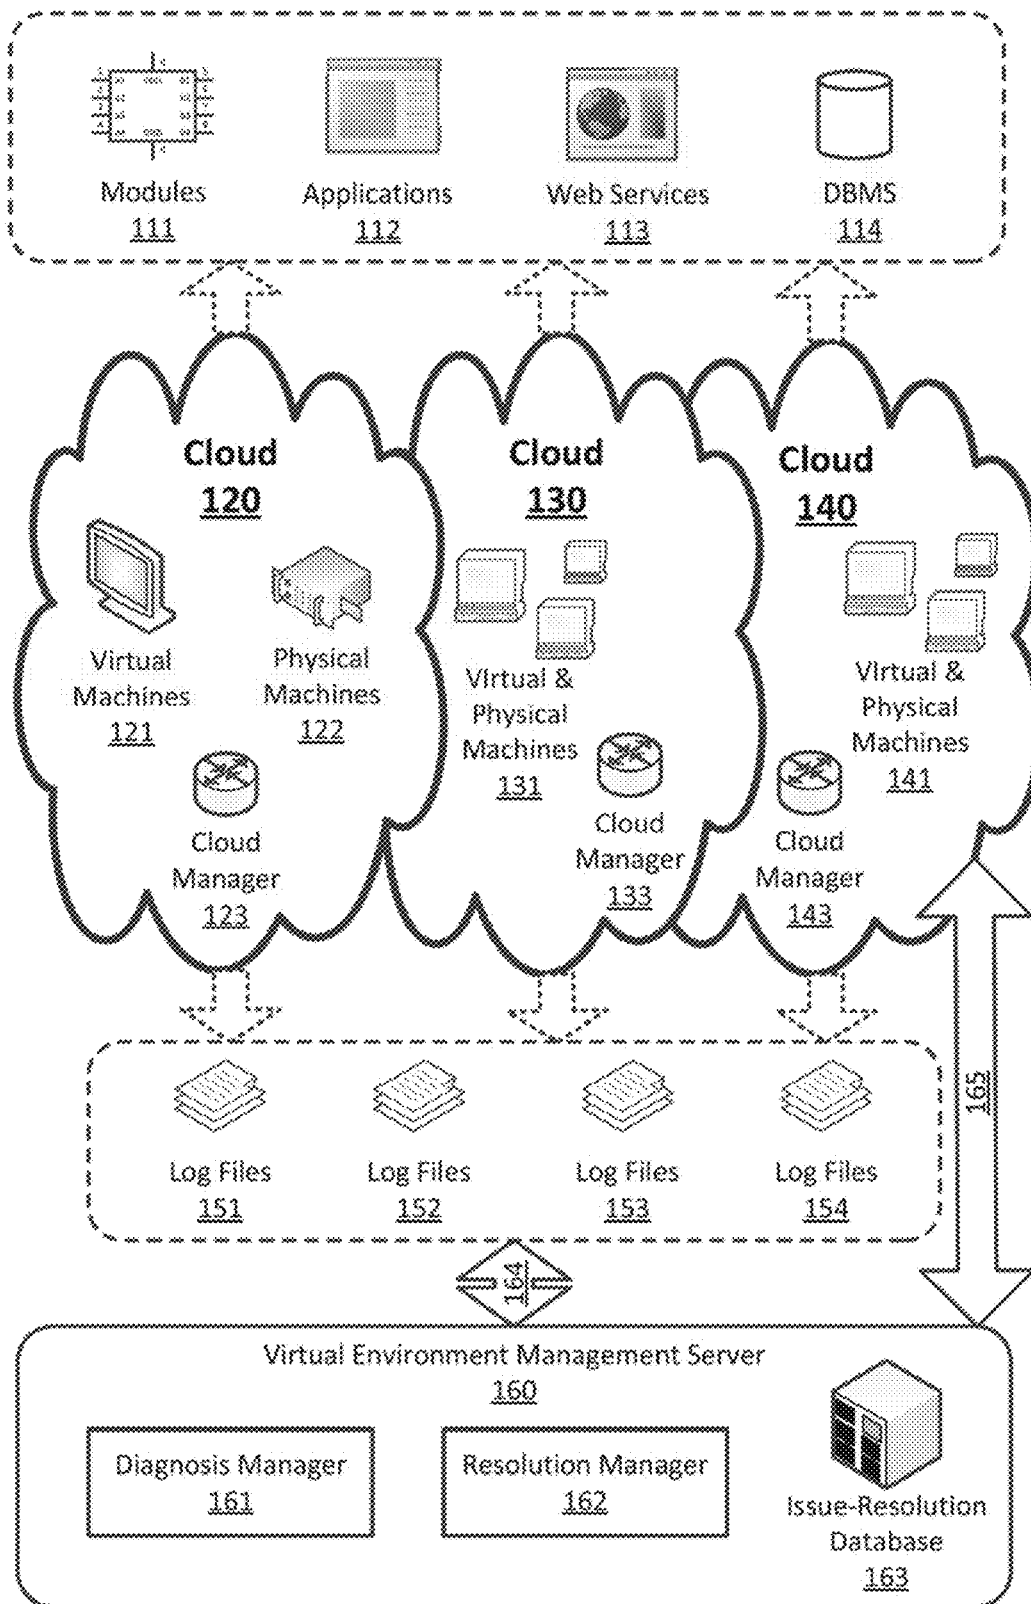 Modules
111
Applications
112
Web Services
113
DBMS
114
Cloud
120
Cloud
130
Cloud
140
Virtual
Machines
121
Physical
Machines
122
Cloud
Manager
123
VIrtual &
Physical
Machines
131
Cloud
Manager
133
VIrtual &
Physical
Machines
141
Cloud
Manager
143
Log Files
151
Log Files
152
Log Files
153
Log Files
154
165
164
Virtual Environment Management Server
160
Diagnosis Manager
161
Resolution Manager
162
Issue-Resolution
Database
163